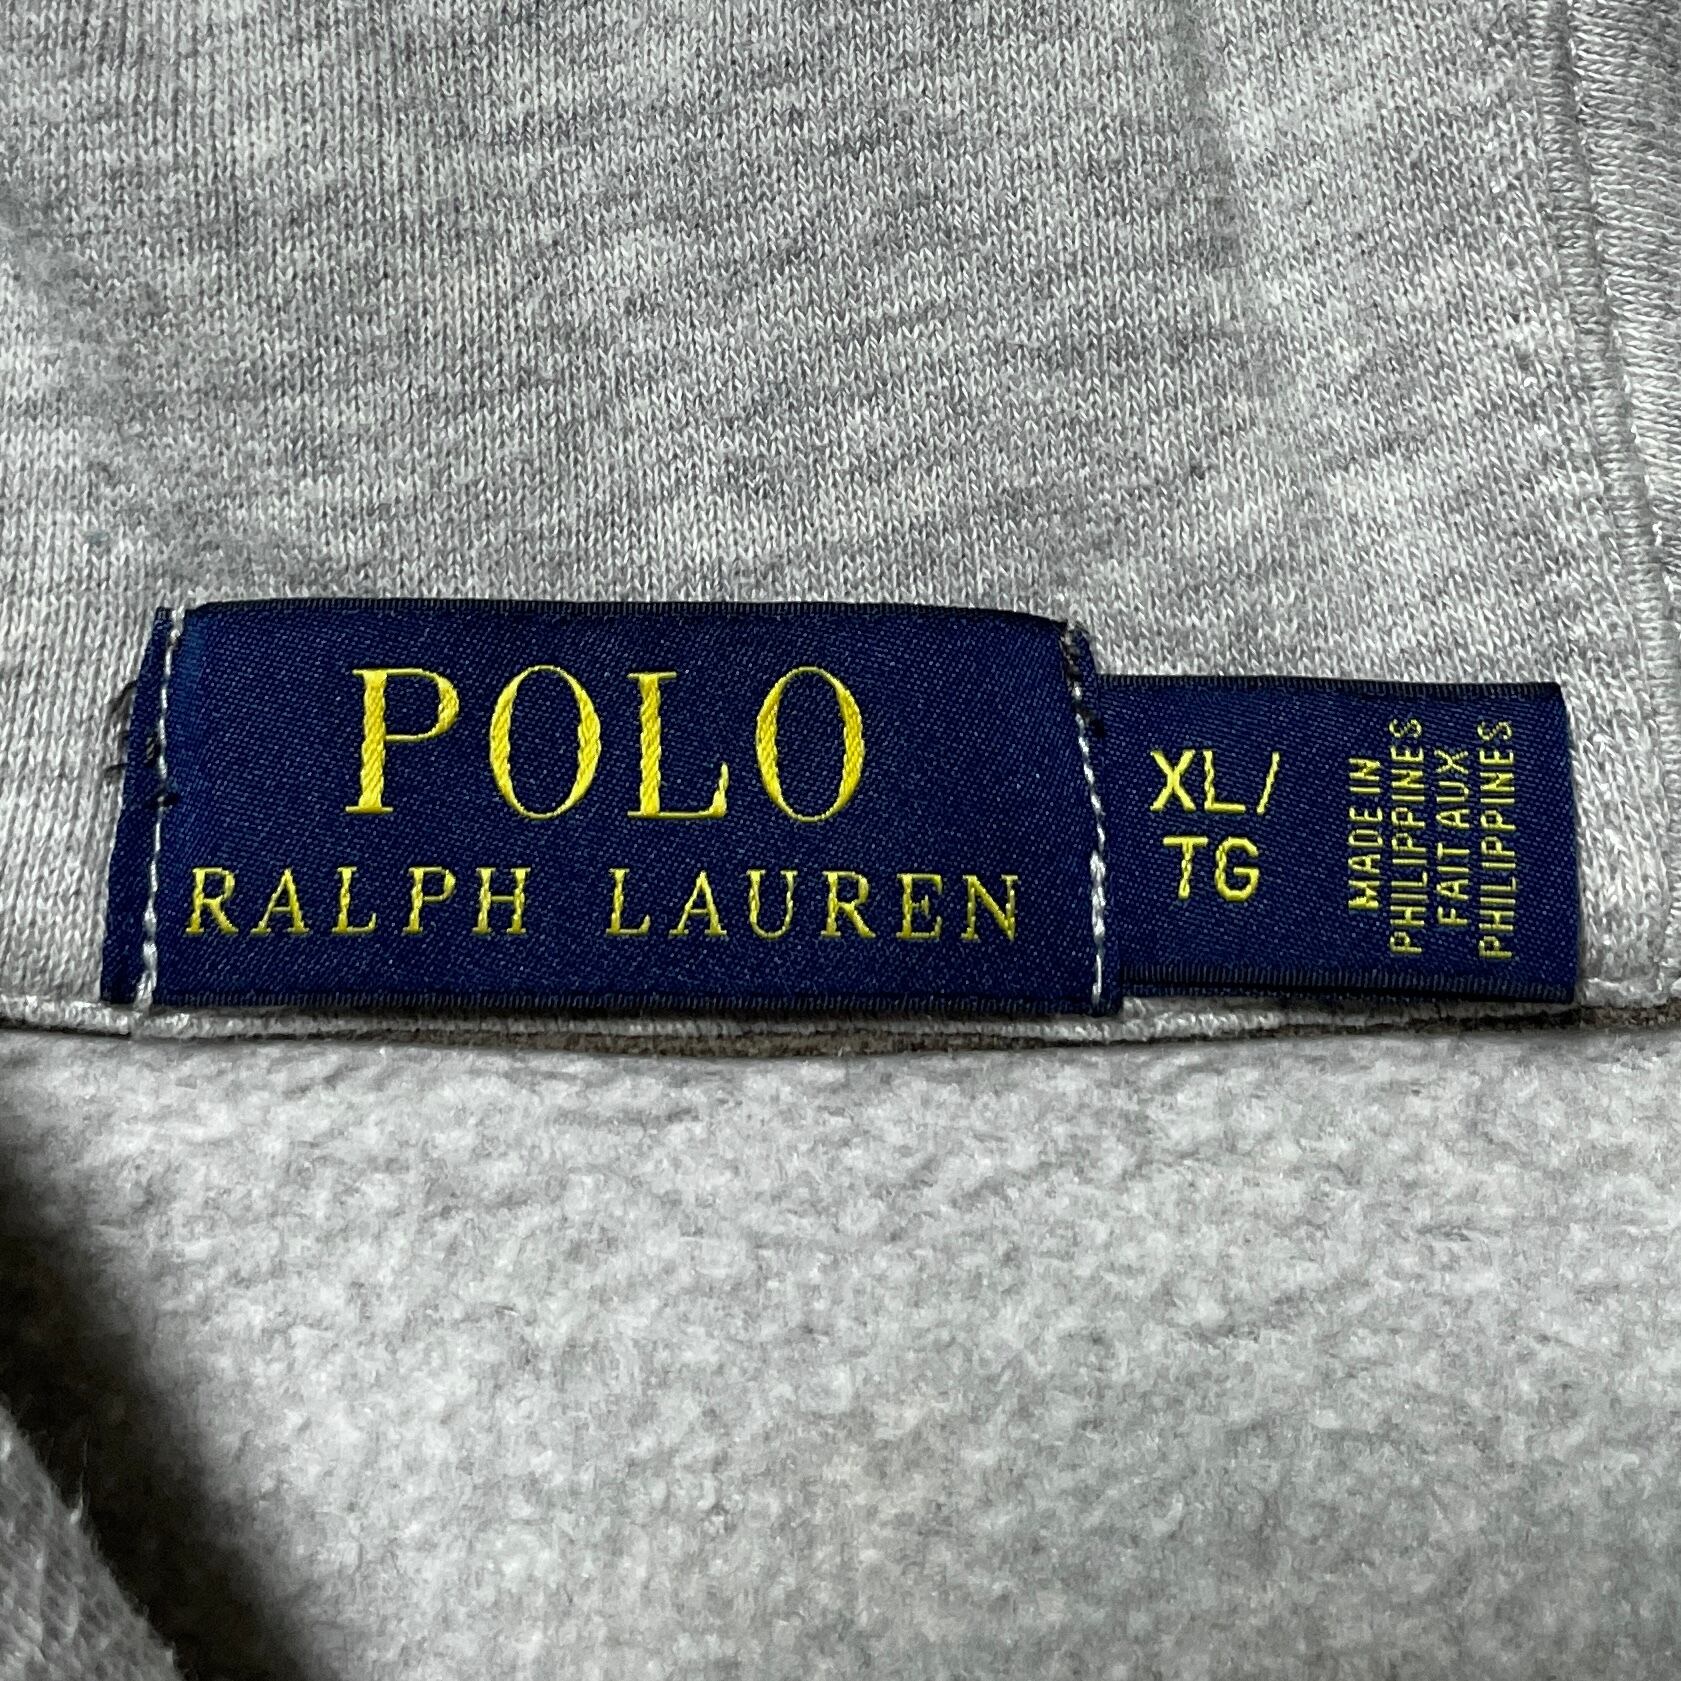 POLO
RALPH LAUREN
XL/
TG
MADE IN
PHILIPPINES
FAIT AUX
PHILIPPINES